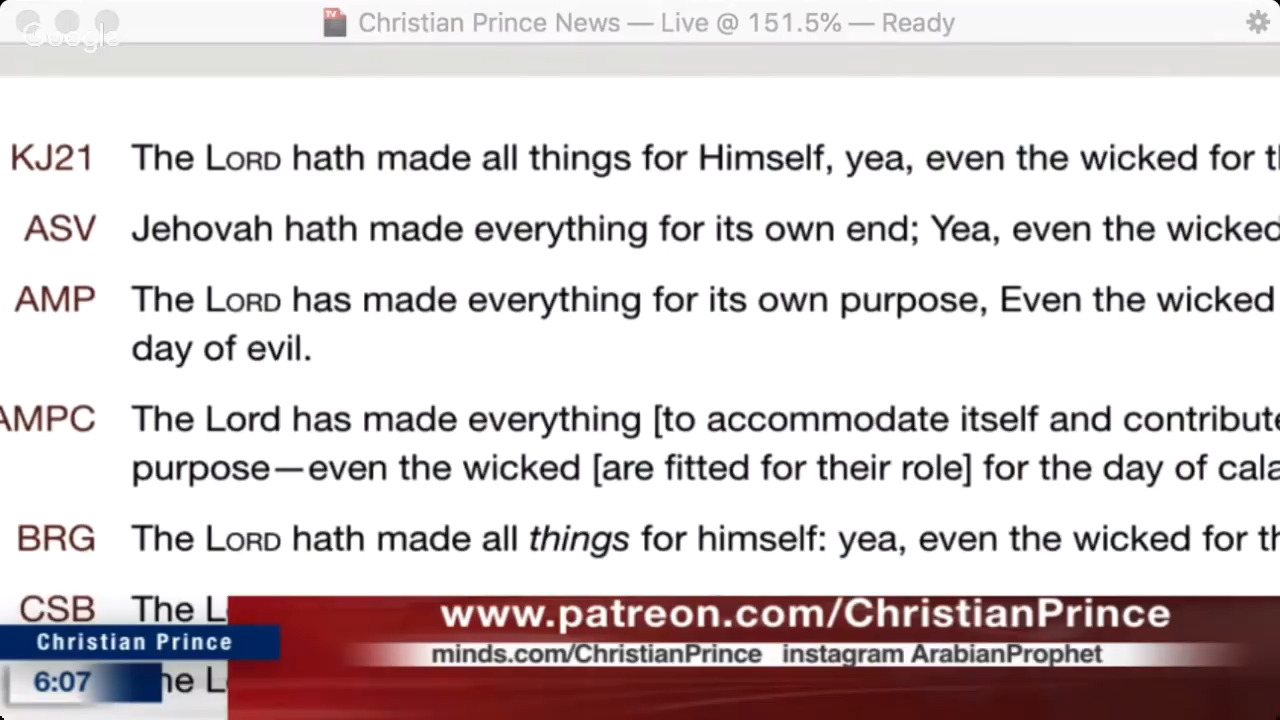 Christian Prince News — Live @ 151.5% — Ready
Google
KJ21 The LORD hath made all things for Himself, yea, even the wicked for
ASV Jehovah hath made everything for its own end; Yea, even the wicked
AMP The LORD has made everything for its own purpose, Even the wicked
day of evil.
AMPC The Lord has made everything [to accommodate itself and
purpose—even the wicked [are fitted for their role] for the day of
BRG The LORD hath made all things for himself: yea, even the wicked for
CSB The
www.patreon.com/ChristianPrince
Christian Prince
minds.com/ChristianPrince instagram ArabianProphet
6:07